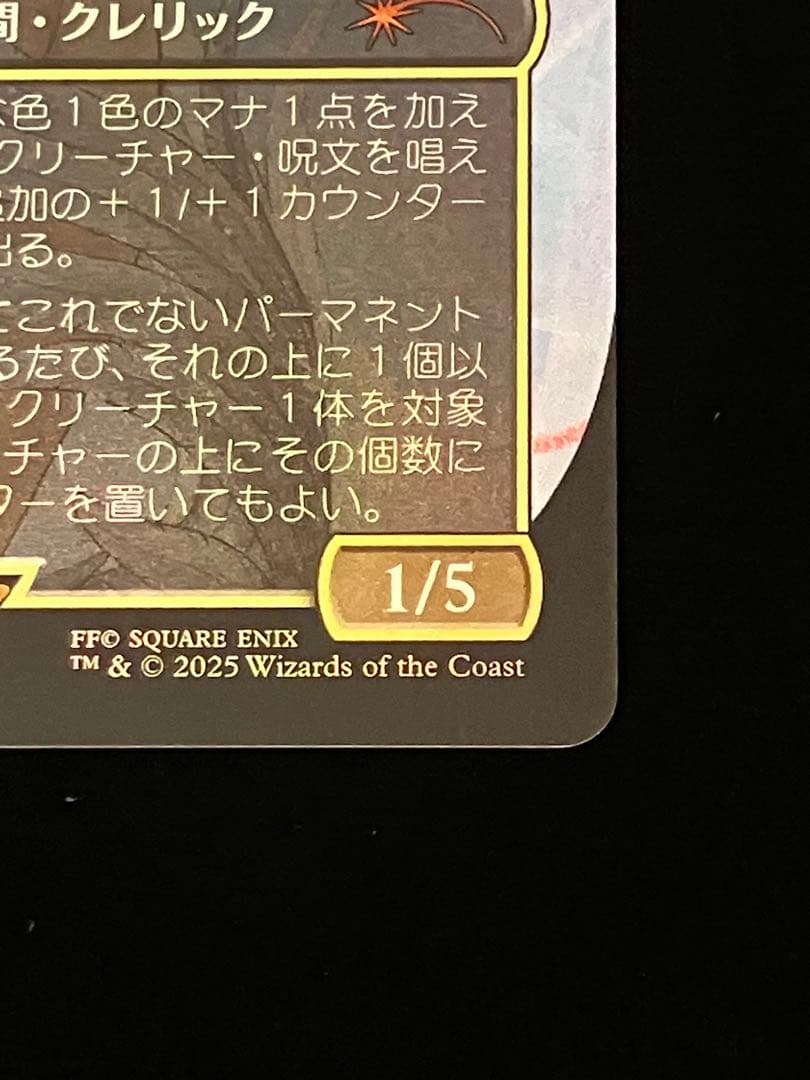 間・クレリック
な色１色のマナ１点を加え
クリーチャー・呪文を唱え
追加の＋１/＋１カウンター
出る。
てこれでないパーマネント
るたび、それの上に１個以
クリーチャー１体を対象
チャーの上にその個数に
ターを置いてもよい。
1/5
FF© SQUARE ENIX
™ & © 2025 Wizards of the Coast